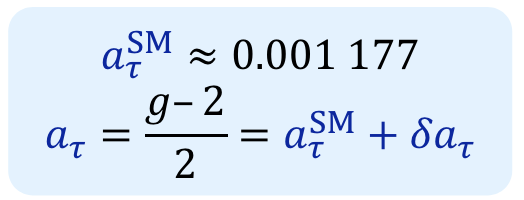 a_τ^SM ≈ 0.001 177
a_τ = (g− 2)/2 = a_τ^SM + δa_τ